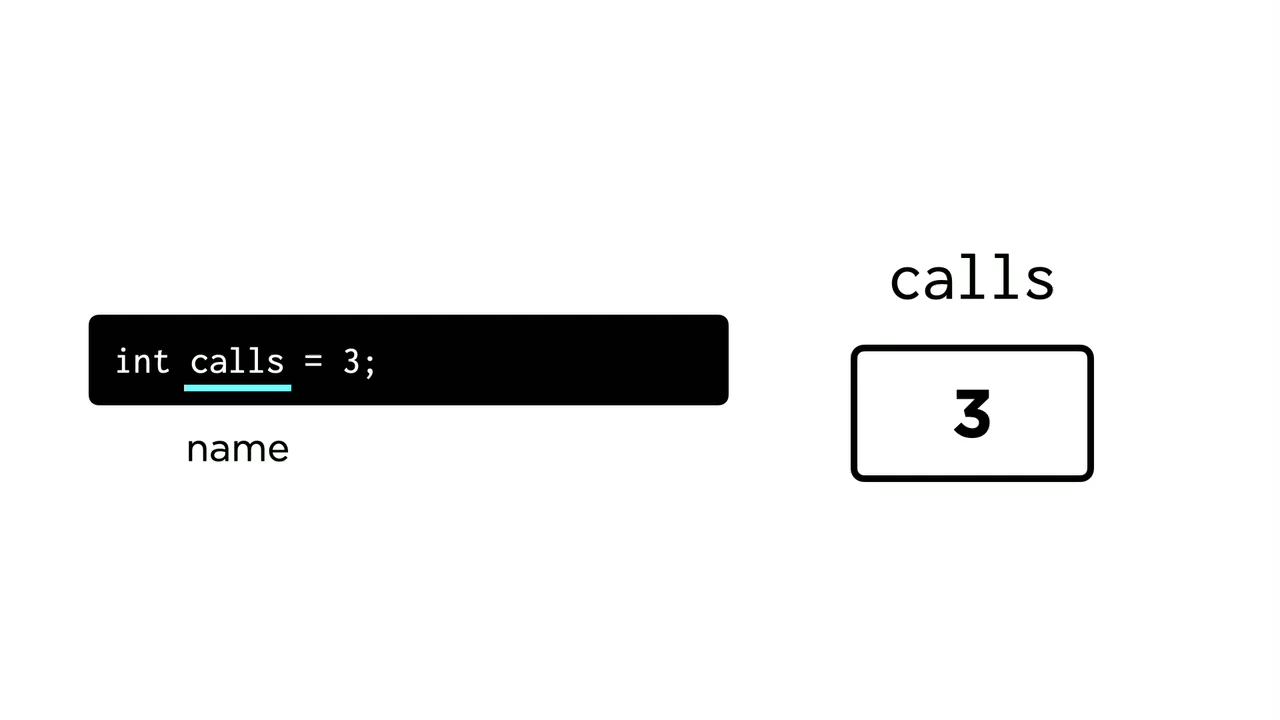 int calls = 3;
name
calls
3